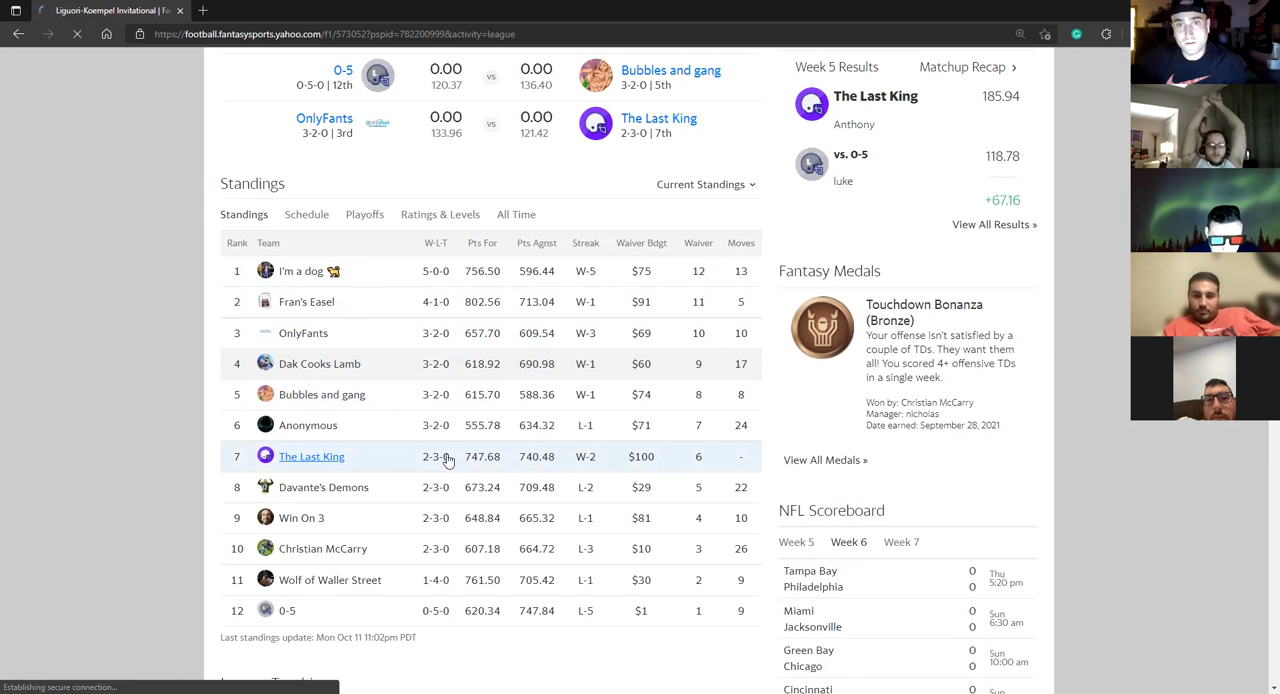 Liguori-Koempel Invitational | Fa
https://football.fantasysports.yahoo.com/f1/573052?pspid=782200999&activity=league
0-5 0.00 vs 0.00 Bubbles and gang
0-5-0 | 12th 120.37 136.40 3-2-0 | 5th
OnlyFants 0.00 vs 0.00 The Last King
3-2-0 | 3rd 133.96 121.42 2-3-0 | 7th
Standings Current Standings
Standings Schedule Playoffs Ratings & Levels All Time
Rank Team W-L-T Pts For Pts Agnst Streak Waiver Bdgt Waiver Moves
1 I'm a dog 🐕 5-0-0 756.50 596.44 W-5 $75 12 13
2 Fran's Easel 4-1-0 802.56 713.04 W-1 $91 11 5
3 OnlyFants 3-2-0 657.70 609.54 W-3 $69 10 10
4 Dak Cooks Lamb 3-2-0 618.92 690.98 W-1 $60 9 17
5 Bubbles and gang 3-2-0 615.70 588.36 W-1 $74 8 8
6 Anonymous 3-2-0 555.78 634.32 L-1 $71 7 24
7 The Last King 2-3-0 747.68 740.48 W-2 $100 6 -
8 Davante's Demons 2-3-0 673.24 709.48 L-2 $29 5 22
9 Win On 3 2-3-0 648.84 665.32 L-1 $81 4 10
10 Christian McCarry 2-3-0 607.18 664.72 L-3 $10 3 26
11 Wolf of Waller Street 1-4-0 761.50 705.42 L-1 $30 2 9
12 0-5 0-5-0 620.34 747.84 L-5 $1 1 9
Last standings update: Mon Oct 11 11:02pm PDT
Week 5 Results Matchup Recap >
The Last King 185.94
Anthony
vs. 0-5 118.78
luke
+67.16
View All Results »
Fantasy Medals
Touchdown Bonanza
(Bronze)
Your offense isn't satisfied by
a couple of TDs. They want them
all! You scored 4+ offensive TDs
in a single week.
Won by: Christian McCarry
Manager: nicholas
Date earned: September 28, 2021
View All Medals »
NFL Scoreboard
Week 5 Week 6 Week 7
Tampa Bay 0 Thu
Philadelphia 0 5:20 pm
Miami 0 Sun
Jacksonville 0 6:30 am
Green Bay 0 Sun
Chicago 0 10:00 am
Cincinnati 0 Sun
Establishing secure connection...